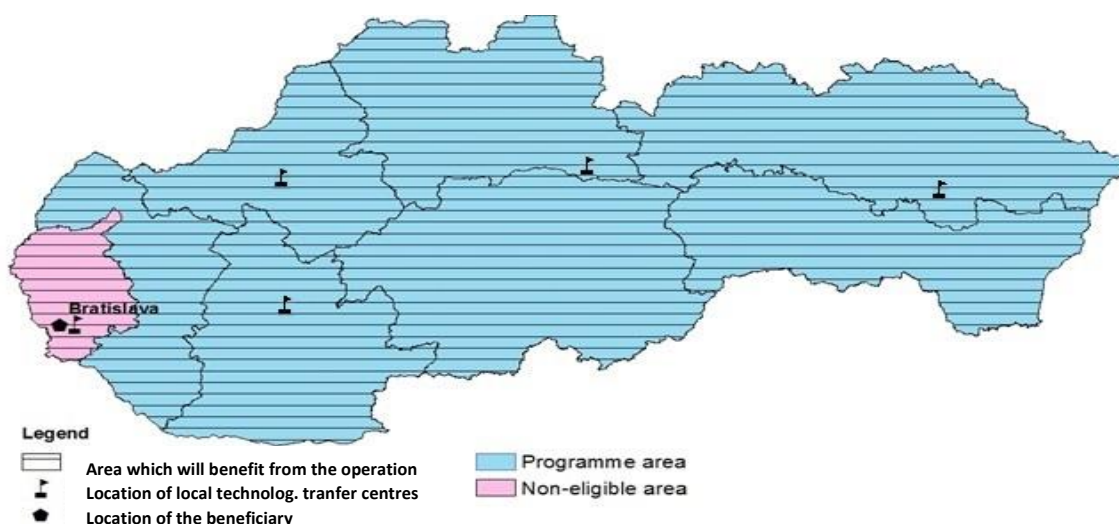 Bratislava
Legend
Area which will benefit from the operation
Location of local technolog. tranfer centres
Location of the beneficiary
Programme area
Non-eligible area